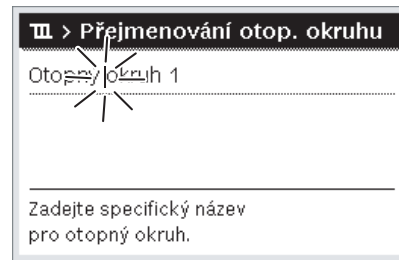 > Přejmenování otop. okruhu
Otopný okruh 1
Zadejte specifický název
pro otopný okruh.